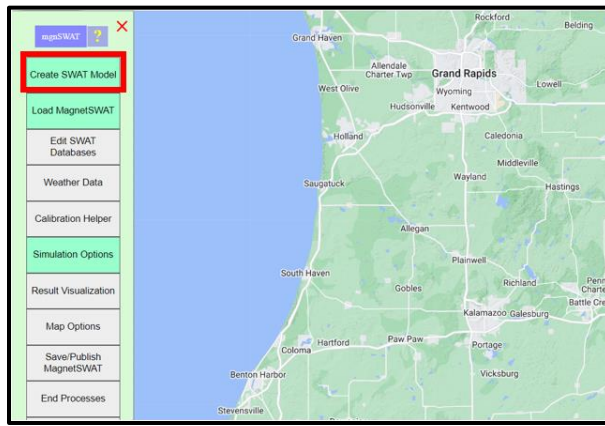 mgnSWAT ?
Create SWAT Model
Load MagnetSWAT
Edit SWAT
Databases
Weather Data
Calibration Helper
Simulation Options
Result Visualization
Map Options
Save/Publish
MagnetSWAT
End Processes
Rockford
Belding
Grand Haven
Allendale
Charter Twp
Grand Rapids
West Olive
Wyoming
Lowell
Hudsonville
Kentwood
Holland
Caledonia
Middleville
Saugatuck
Wayland
Hastings
Allegan
Plainwell
South Haven
Gobles
Richland
Penn
Charte
Battle Cre
Kalamazoo
Galesburg
Hartford
Paw Paw
Portage
Coloma
Benton Harbor
Vicksburg
Stevensville